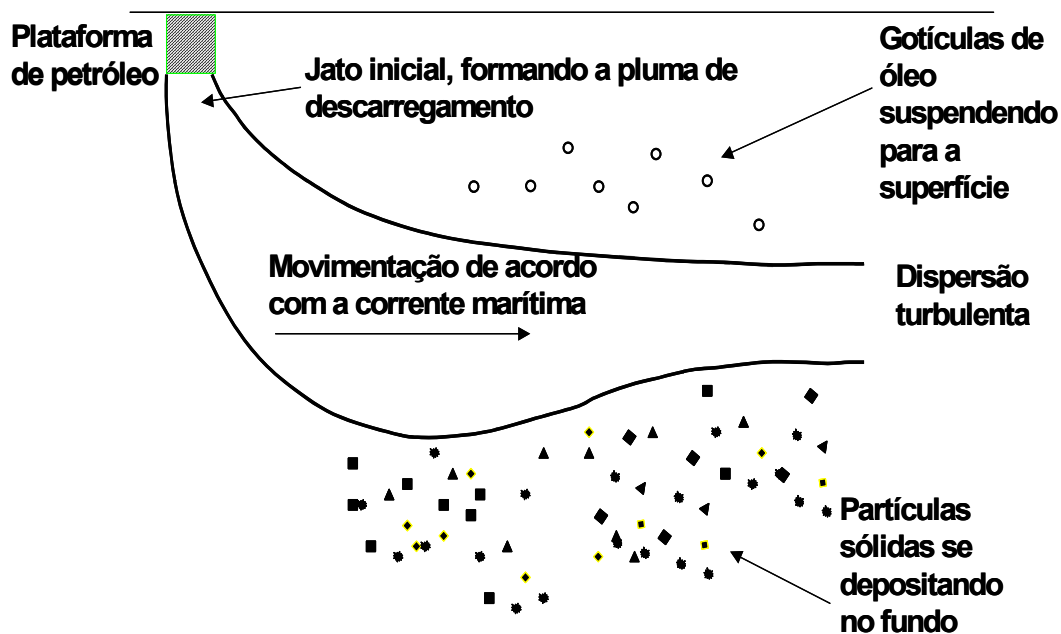 Plataforma
de petróleo
Jato inicial, formando a pluma de
descarregamento
Gotículas de
óleo
suspendendo
para a
superfície
Movimentação de acordo
com a corrente marítima
Dispersão
turbulenta
Partículas
sólidas se
depositando
no fundo